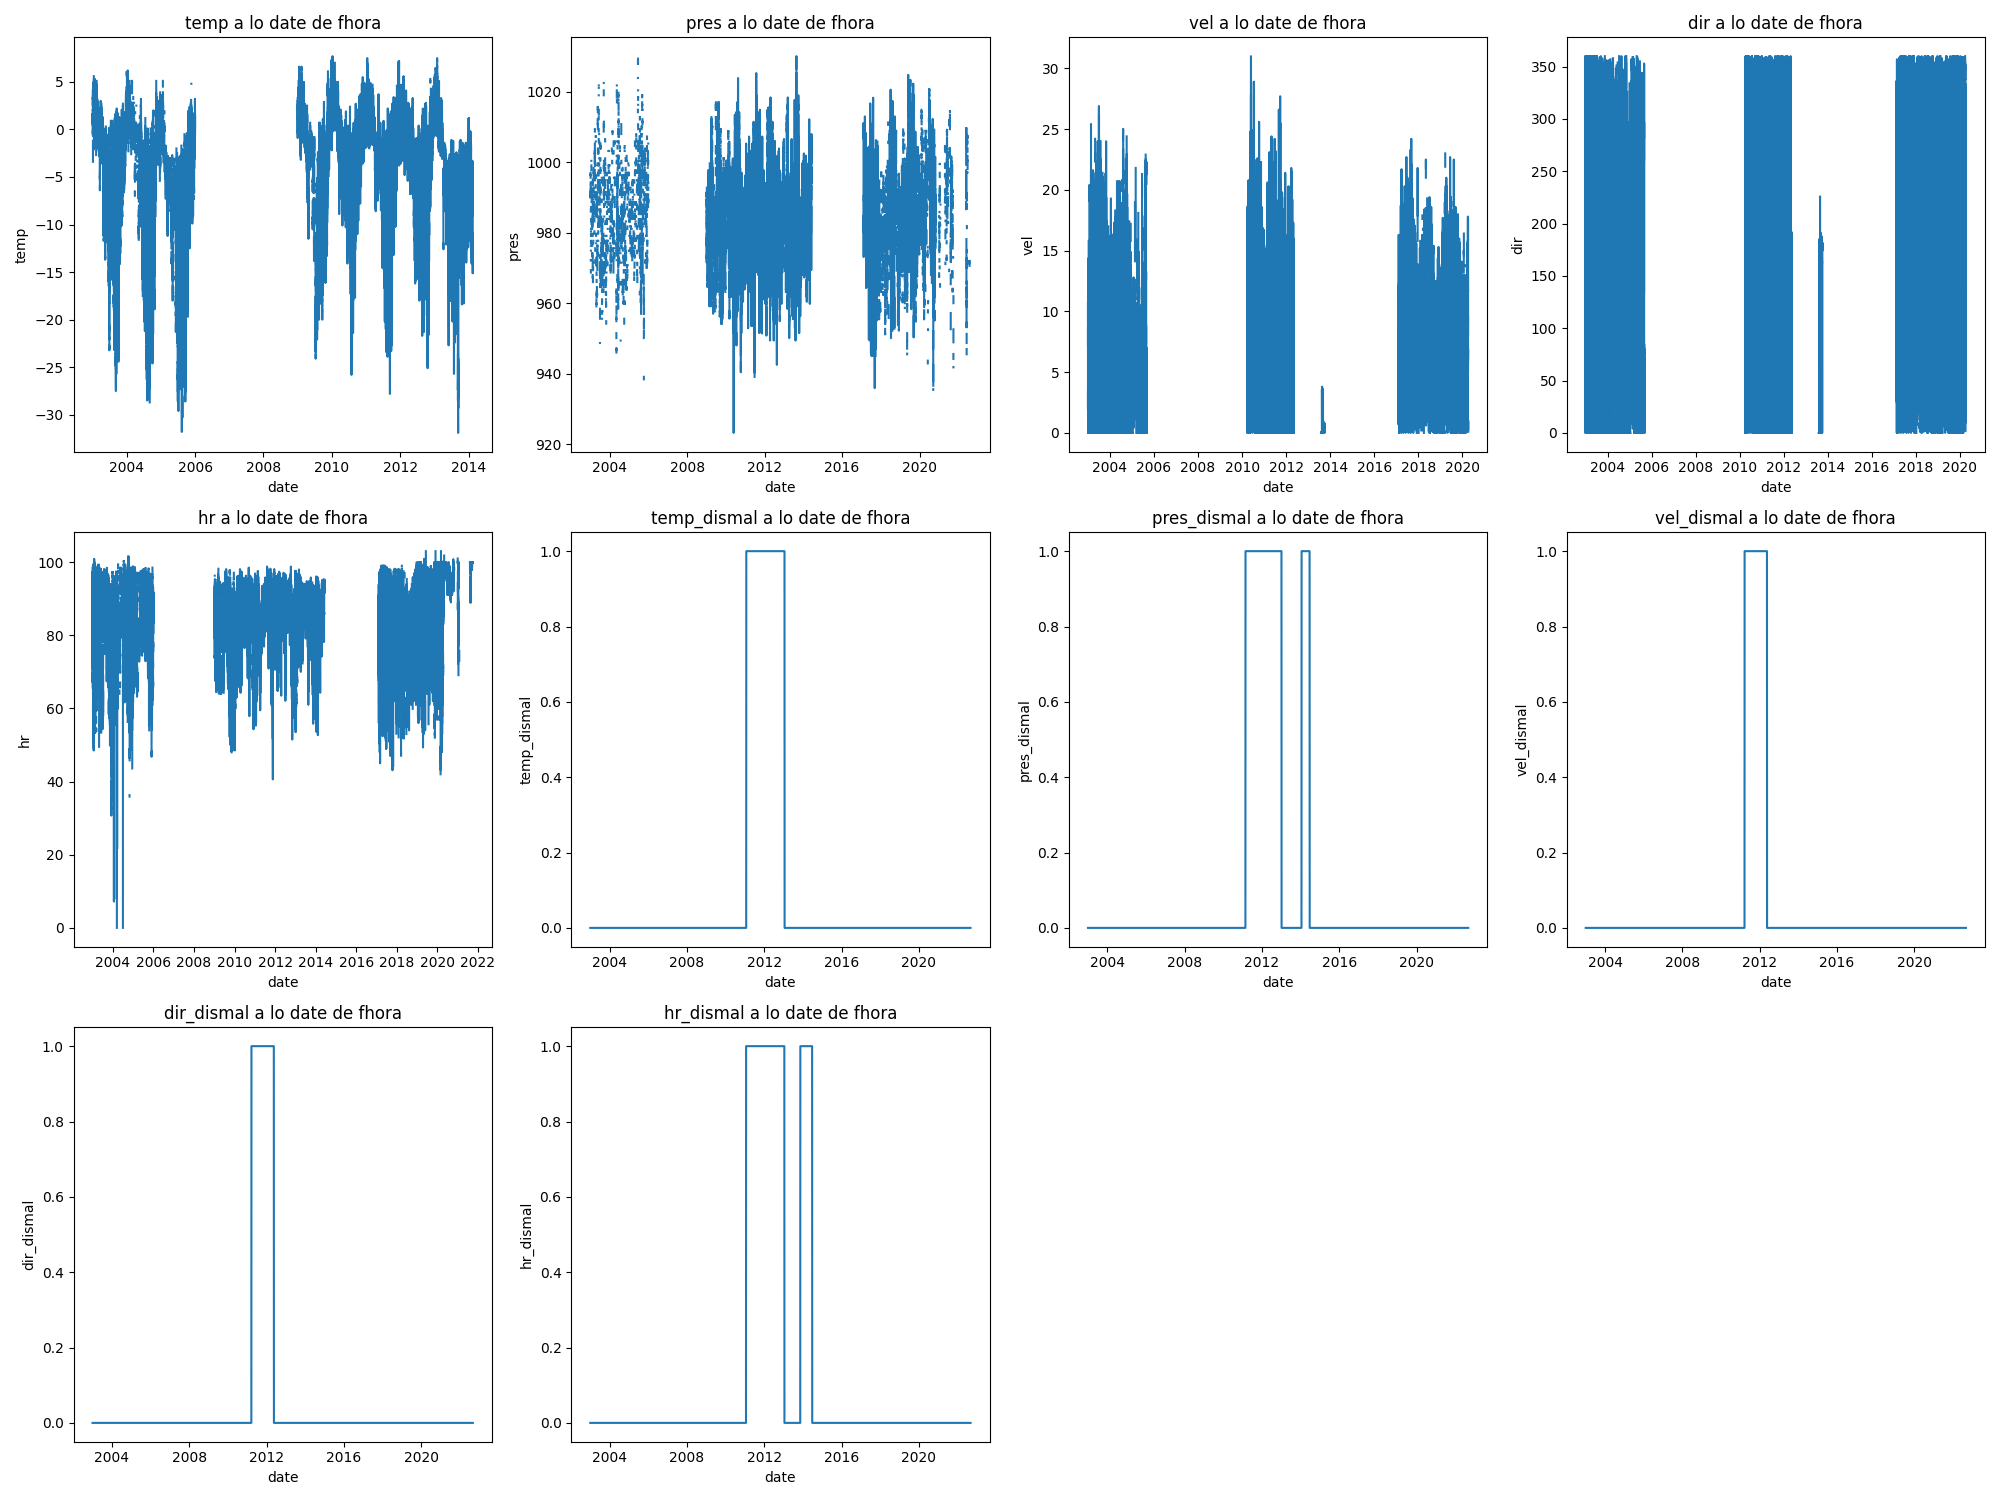 temp a lo date de fhora
temp
5
0
−5
−10
−15
−20
−25
−30
2004 2006 2008 2010 2012 2014
date
pres a lo date de fhora
pres
1020
1000
980
960
940
920
2004 2008 2012 2016 2020
date
vel a lo date de fhora
vel
30
25
20
15
10
5
0
2004 2006 2008 2010 2012 2014 2016 2018 2020
date
dir a lo date de fhora
dir
350
300
250
200
150
100
50
0
2004 2006 2008 2010 2012 2014 2016 2018 2020
date
hr a lo date de fhora
hr
100
80
60
40
20
0
2004 2006 2008 2010 2012 2014 2016 2018 2020 2022
date
temp_dismal a lo date de fhora
temp_dismal
1.0
0.8
0.6
0.4
0.2
0.0
2004 2008 2012 2016 2020
date
pres_dismal a lo date de fhora
pres_dismal
1.0
0.8
0.6
0.4
0.2
0.0
2004 2008 2012 2016 2020
date
vel_dismal a lo date de fhora
vel_dismal
1.0
0.8
0.6
0.4
0.2
0.0
2004 2008 2012 2016 2020
date
dir_dismal a lo date de fhora
dir_dismal
1.0
0.8
0.6
0.4
0.2
0.0
2004 2008 2012 2016 2020
date
hr_dismal a lo date de fhora
hr_dismal
1.0
0.8
0.6
0.4
0.2
0.0
2004 2008 2012 2016 2020
date